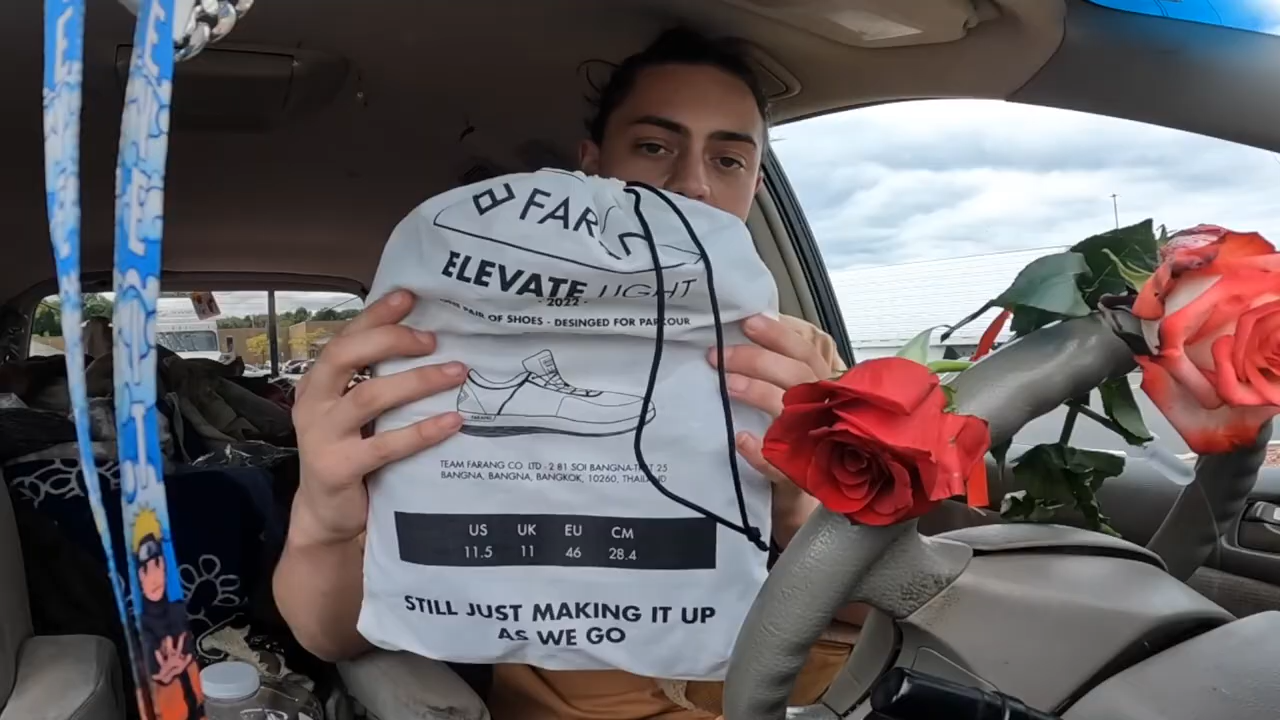 ELEVATE LIGHT
- 2022 -
PAIR OF SHOES - DESINGED FOR PARKOUR
FARANG
TEAM FARANG CO LTD - 2 81 SOI BANGNA-TRAT 25
BANGNA, BANGNA, BANGKOK, 10260, THAILAND
US UK EU CM
11.5 11 46 28.4
STILL JUST MAKING IT UP
AS WE GO